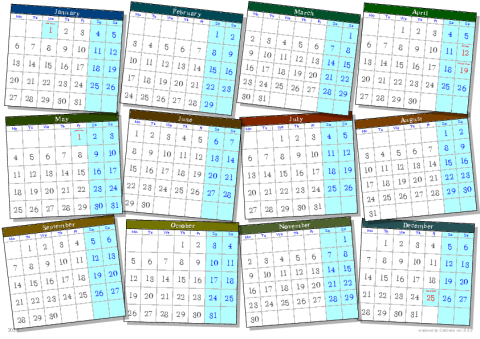 January
Mo Tu We Th Fr Sa Su
1 2 3 4 5
6 7 8 9 10 11 12
13 14 15 16 17 18 19
20 21 22 23 24 25 26
27 28 29 30 31
February
Mo Tu We Th Fr Sa Su
1 2
3 4 5 6 7 8 9
10 11 12 13 14 15 16
17 18 19 20 21 22 23
24 25 26 27 28 29
March
Mo Tu We Th Fr Sa Su
1
2 3 4 5 6 7 8
9 10 11 12 13 14 15
16 17 18 19 20 21 22
23 24 25 26 27 28 29
30 31
April
Mo Tu We Th Fr Sa Su
1 2 3 4 5
6 7 8 9 10 11 12
13 14 15 16 17 18 19
20 21 22 23 24 25 26
27 28 29 30
May
Mo Tu We Th Fr Sa Su
1 2 3
4 5 6 7 8 9 10
11 12 13 14 15 16 17
18 19 20 21 22 23 24
25 26 27 28 29 30 31
June
Mo Tu We Th Fr Sa Su
1 2 3 4 5 6 7
8 9 10 11 12 13 14
15 16 17 18 19 20 21
22 23 24 25 26 27 28
29 30
July
Mo Tu We Th Fr Sa Su
1 2 3 4 5
6 7 8 9 10 11 12
13 14 15 16 17 18 19
20 21 22 23 24 25 26
27 28 29 30 31
August
Mo Tu We Th Fr Sa Su
1 2
3 4 5 6 7 8 9
10 11 12 13 14 15 16
17 18 19 20 21 22 23
24 25 26 27 28 29 30
31
September
Mo Tu We Th Fr Sa Su
1 2 3 4 5 6
7 8 9 10 11 12 13
14 15 16 17 18 19 20
21 22 23 24 25 26 27
28 29 30
October
Mo Tu We Th Fr Sa Su
1 2 3 4
5 6 7 8 9 10 11
12 13 14 15 16 17 18
19 20 21 22 23 24 25
26 27 28 29 30 31
November
Mo Tu We Th Fr Sa Su
1
2 3 4 5 6 7 8
9 10 11 12 13 14 15
16 17 18 19 20 21 22
23 24 25 26 27 28 29
30
December
Mo Tu We Th Fr Sa Su
1 2 3 4 5 6
7 8 9 10 11 12 13
14 15 16 17 18 19 20
21 22 23 24 25 26 27
28 29 30 31